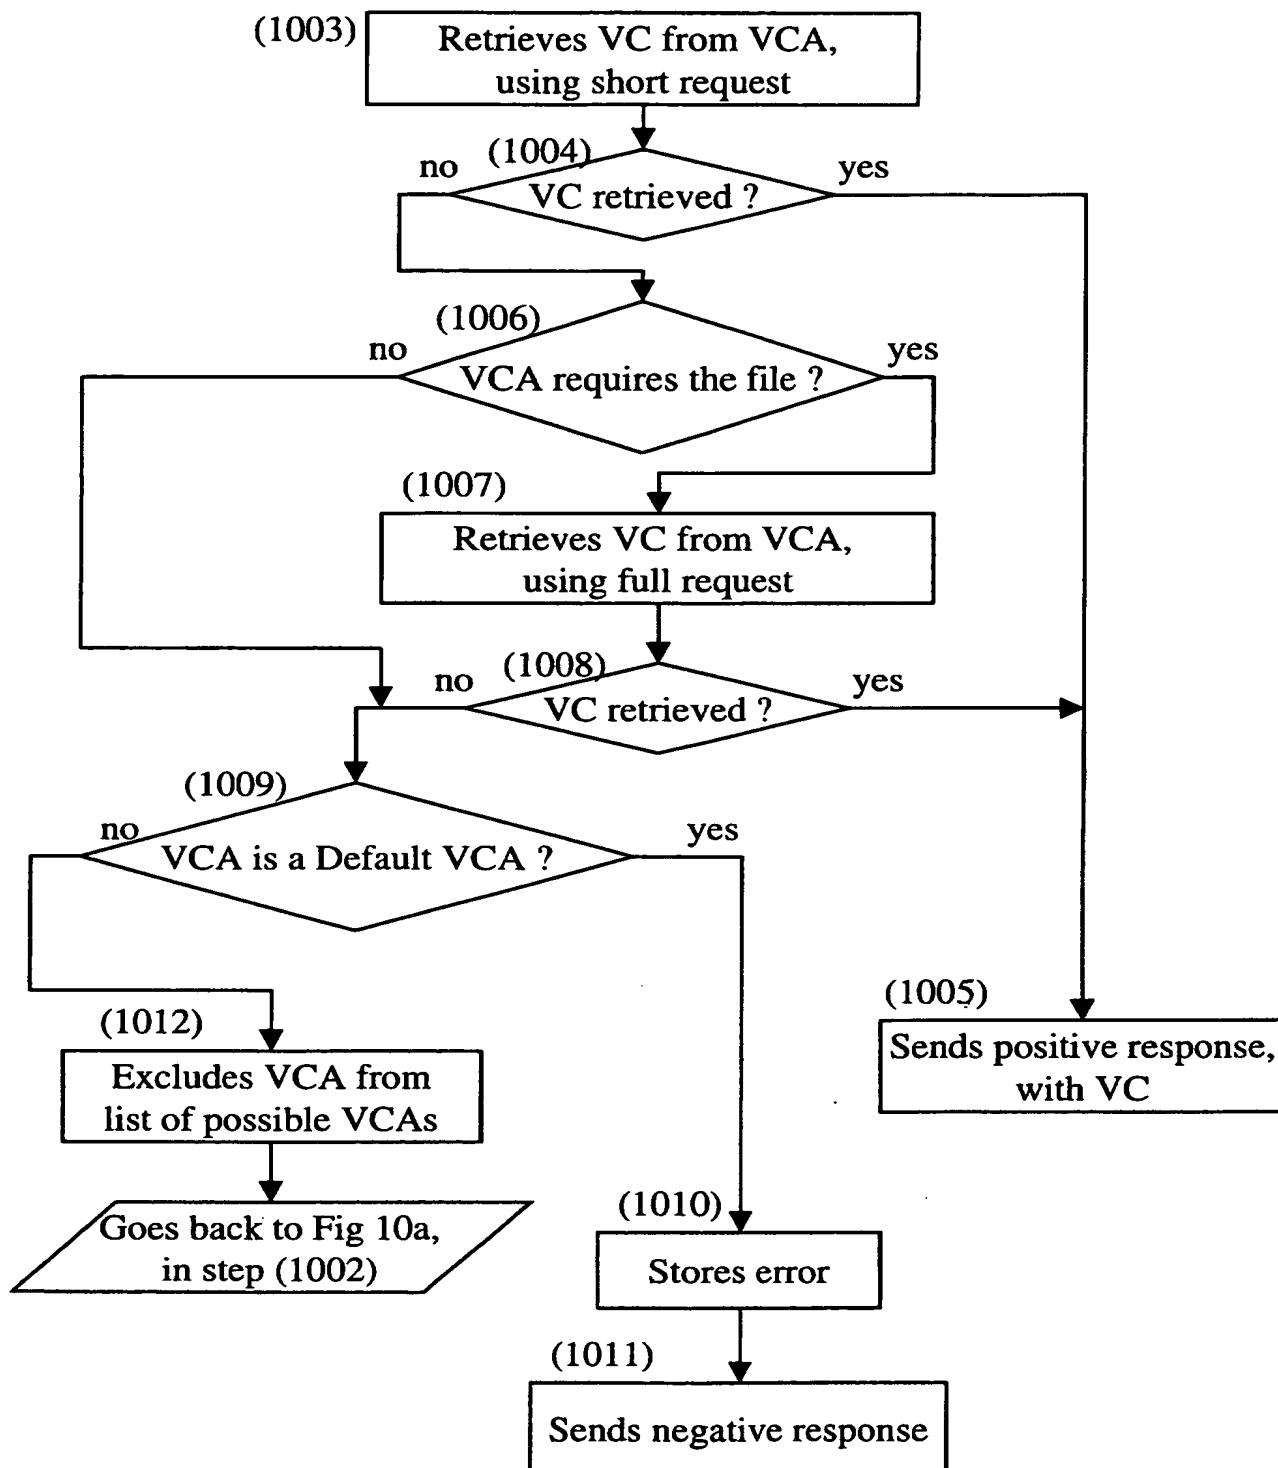 (1003)
Retrieves VC from VCA,
using short request
(1004)
no
yes
VC retrieved ?
(1006)
no
yes
VCA requires the file ?
(1007)
Retrieves VC from VCA,
using full request
(1008)
no
yes
VC retrieved ?
(1009)
no
yes
VCA is a Default VCA ?
(1005)
Sends positive response,
with VC
(1012)
Excludes VCA from
list of possible VCAs
Goes back to Fig 10a,
in step (1002)
(1010)
Stores error
(1011)
Sends negative response